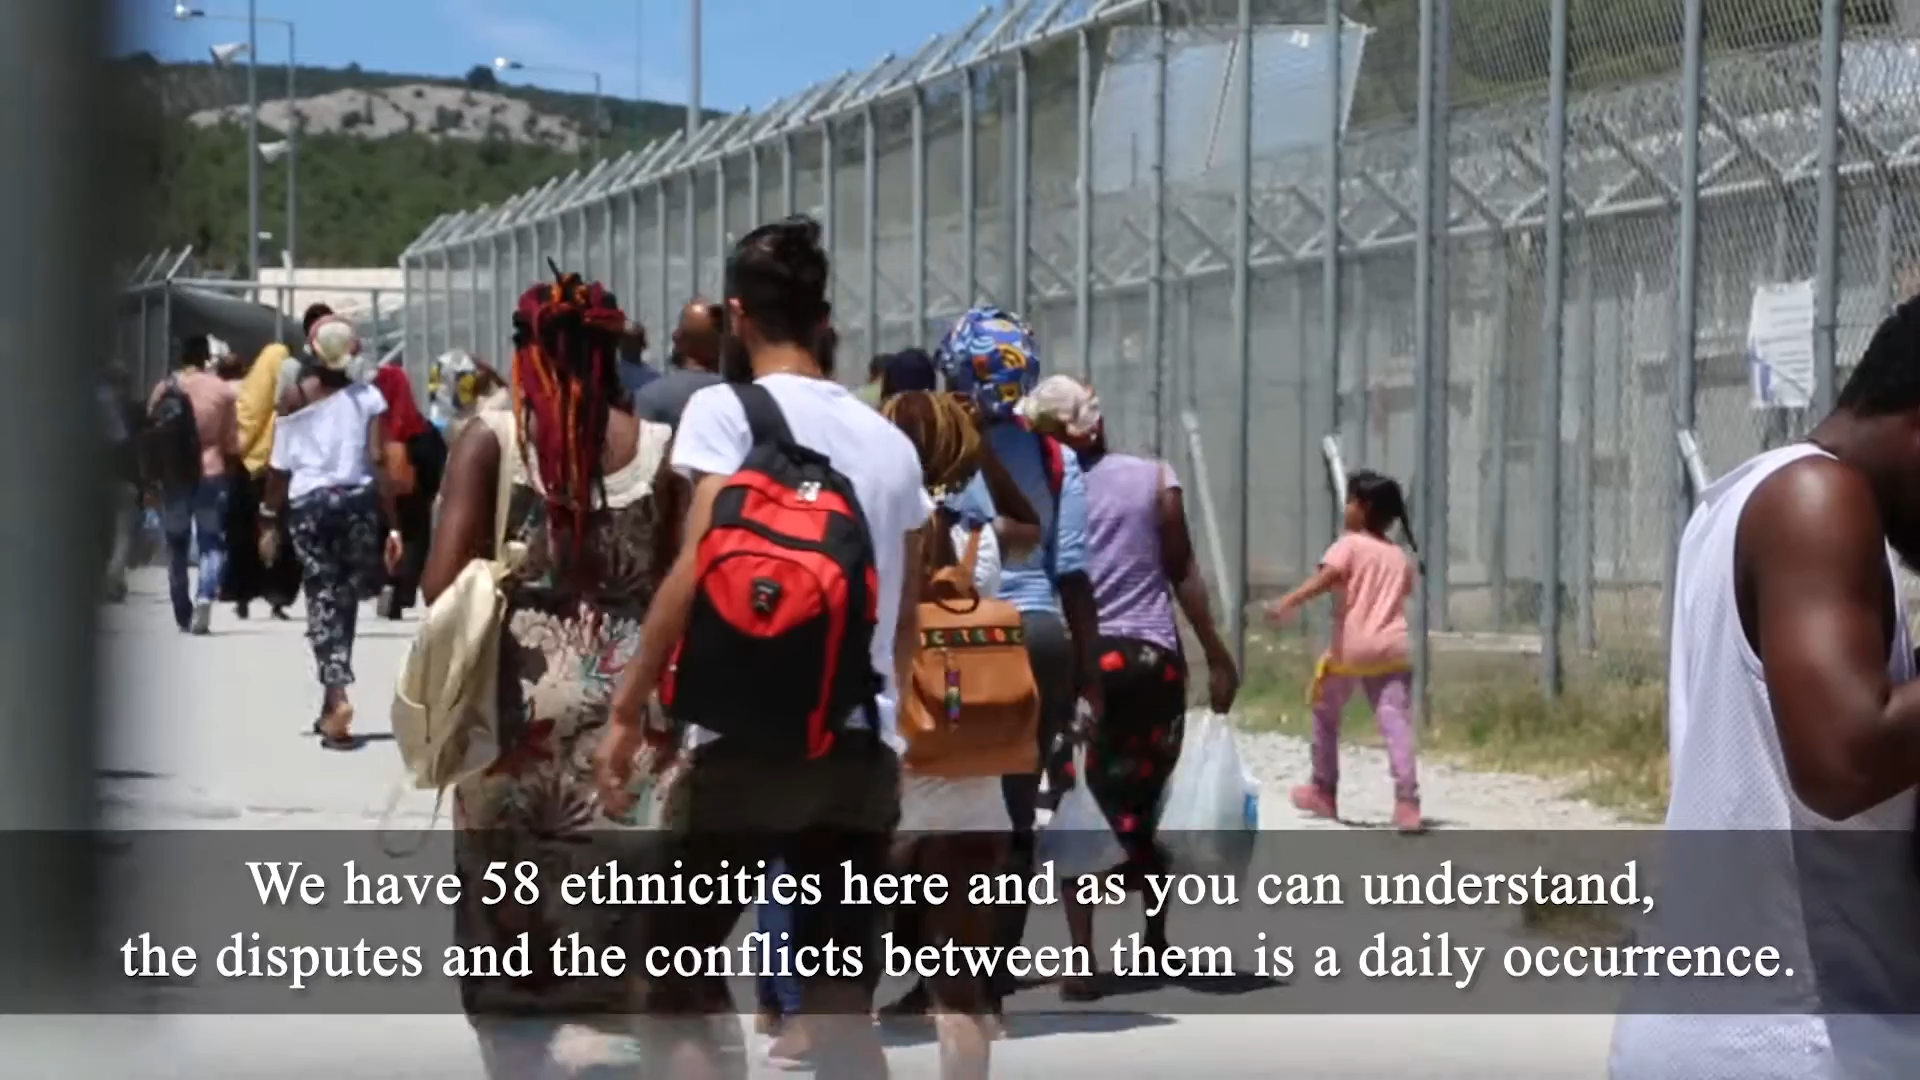 We have 58 ethnicities here and as you can understand,
the disputes and the conflicts between them is a daily occurrence.